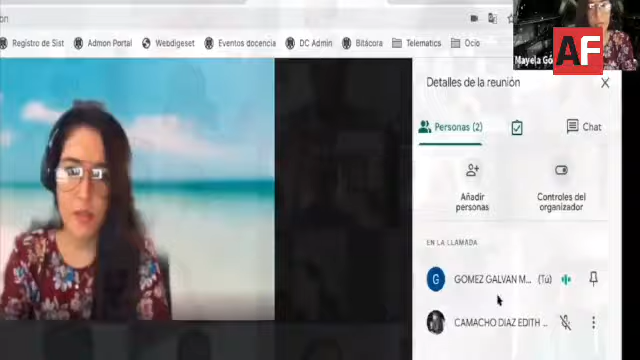 on
Registro de Sist Admon Portal Webdigeset Eventos docencia DC Admin Bitácora Telematics Ocio
Mayela Gó
AF
Detalles de la reunión
Personas (2)
Chat
Añadir personas
Controles del organizador
EN LA LLAMADA
G
GOMEZ GALVAN M... (Tú)
CAMACHO DIAZ EDITH ...